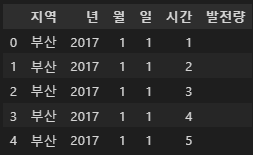 지역 년 월 일 시간 발전량
0 부산 2017 1 1 1
1 부산 2017 1 1 2
2 부산 2017 1 1 3
3 부산 2017 1 1 4
4 부산 2017 1 1 5